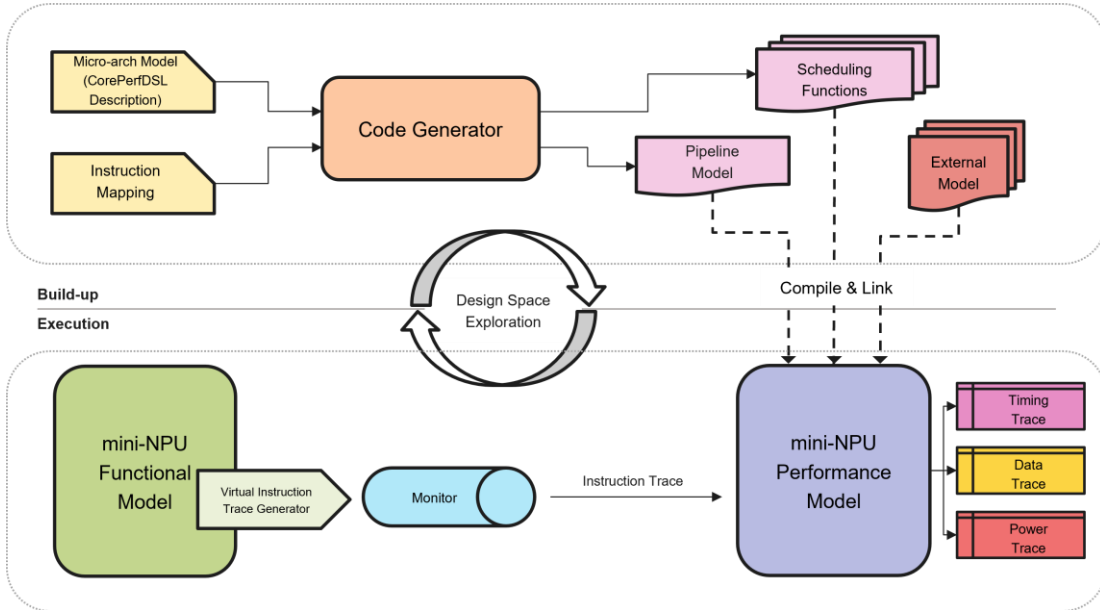 Micro-arch Model
(CorePerfDSL
Description)
Instruction
Mapping
Code Generator
Scheduling
Functions
Pipeline
Model
External
Model
Build-up
Execution
Design Space
Exploration
Compile & Link
mini-NPU
Functional
Model
Virtual Instruction
Trace Generator
Monitor
Instruction Trace
mini-NPU
Performance
Model
Timing
Trace
Data
Trace
Power
Trace